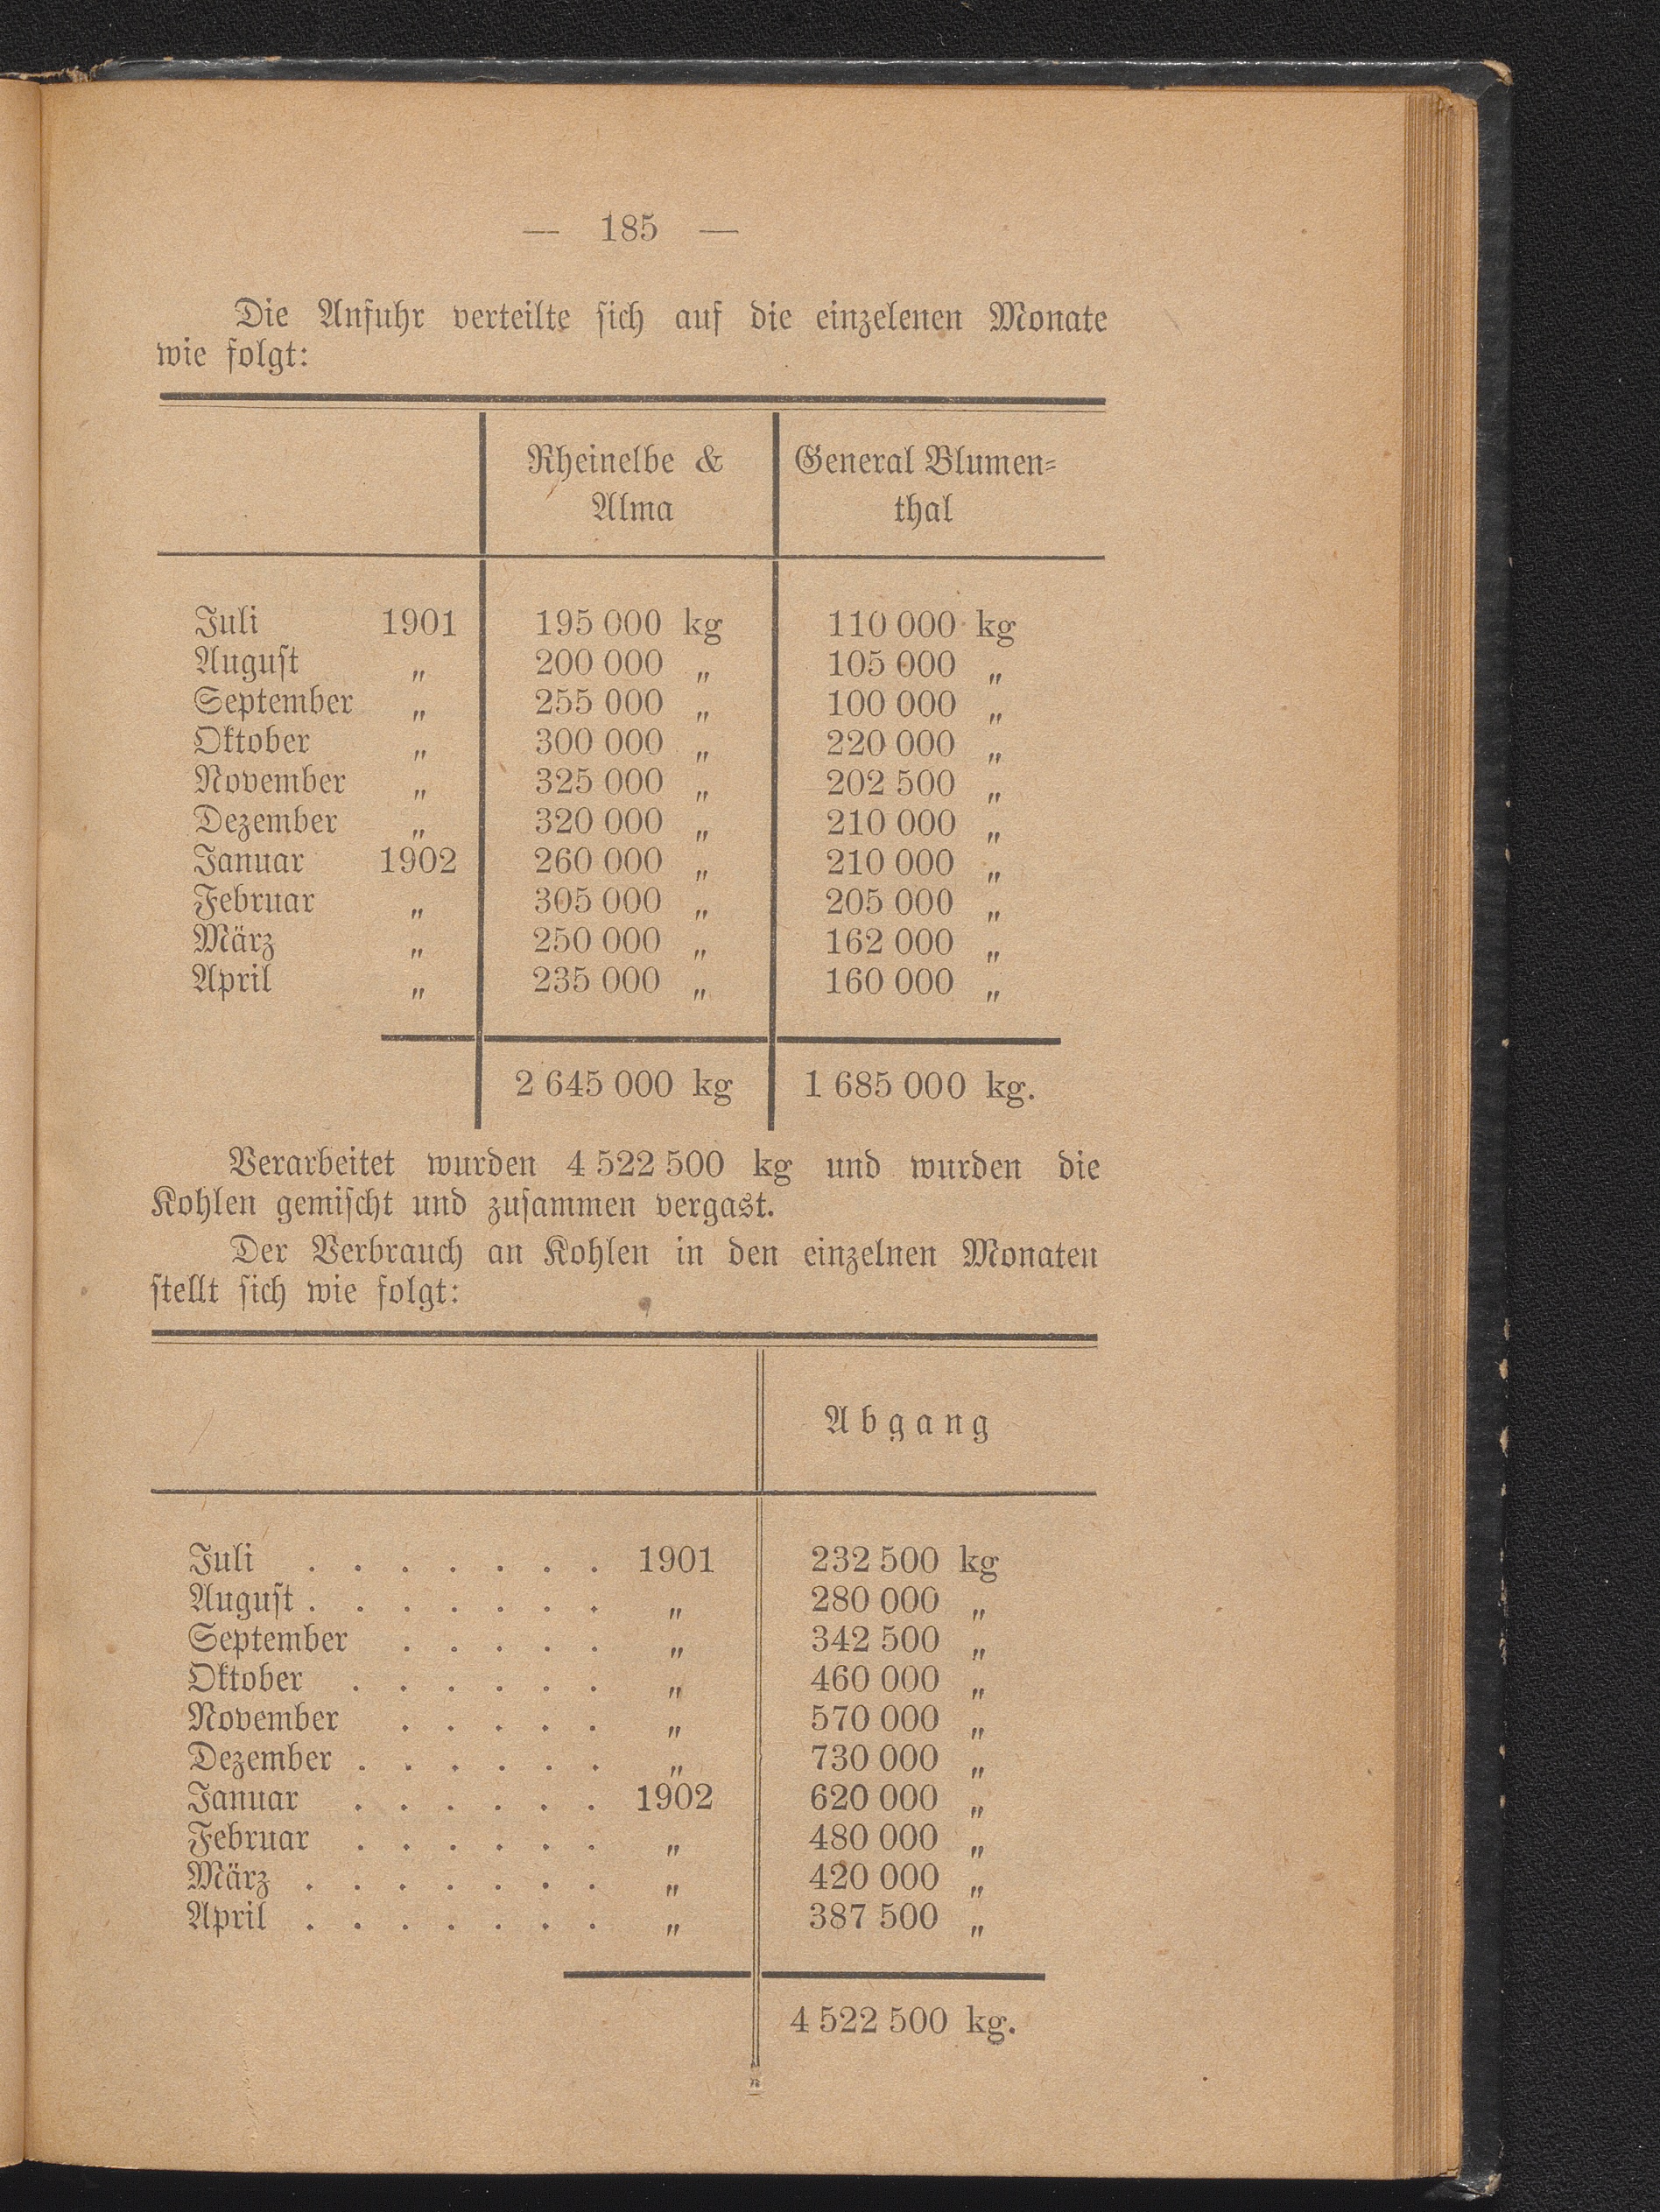 — 185 —
Die Anfuhr verteilte sich auf die einzelenen Monate
wie folgt:
Rheinelbe & General Blumen-
Alma thal
Juli 1901 195 000 kg 110 000 kg
August „ 200 000 „ 105 000 „
September „ 255 000 „ 100 000 „
Oktober „ 300 000 „ 220 000 „
November „ 325 000 „ 202 500 „
Dezember „ 320 000 „ 210 000 „
Januar 1902 260 000 „ 210 000 „
Februar „ 305 000 „ 205 000 „
März „ 250 000 „ 162 000 „
April „ 235 000 „ 160 000 „
2 645 000 kg 1 685 000 kg.
Verarbeitet wurden 4 522 500 kg und wurden die
Kohlen gemischt und zusammen vergast.
Der Verbrauch an Kohlen in den einzelnen Monaten
stellt sich wie folgt:
Abgang
Juli . . . . . . . 1901 232 500 kg
August . . . . . . . „ 280 000 „
September . . . . . „ 342 500 „
Oktober . . . . . . „ 460 000 „
November . . . . . „ 570 000 „
Dezember . . . . . . „ 730 000 „
Januar . . . . . . 1902 620 000 „
Februar . . . . . . „ 480 000 „
März . . . . . . . „ 420 000 „
April . . . . . . . „ 387 500 „
4 522 500 kg.